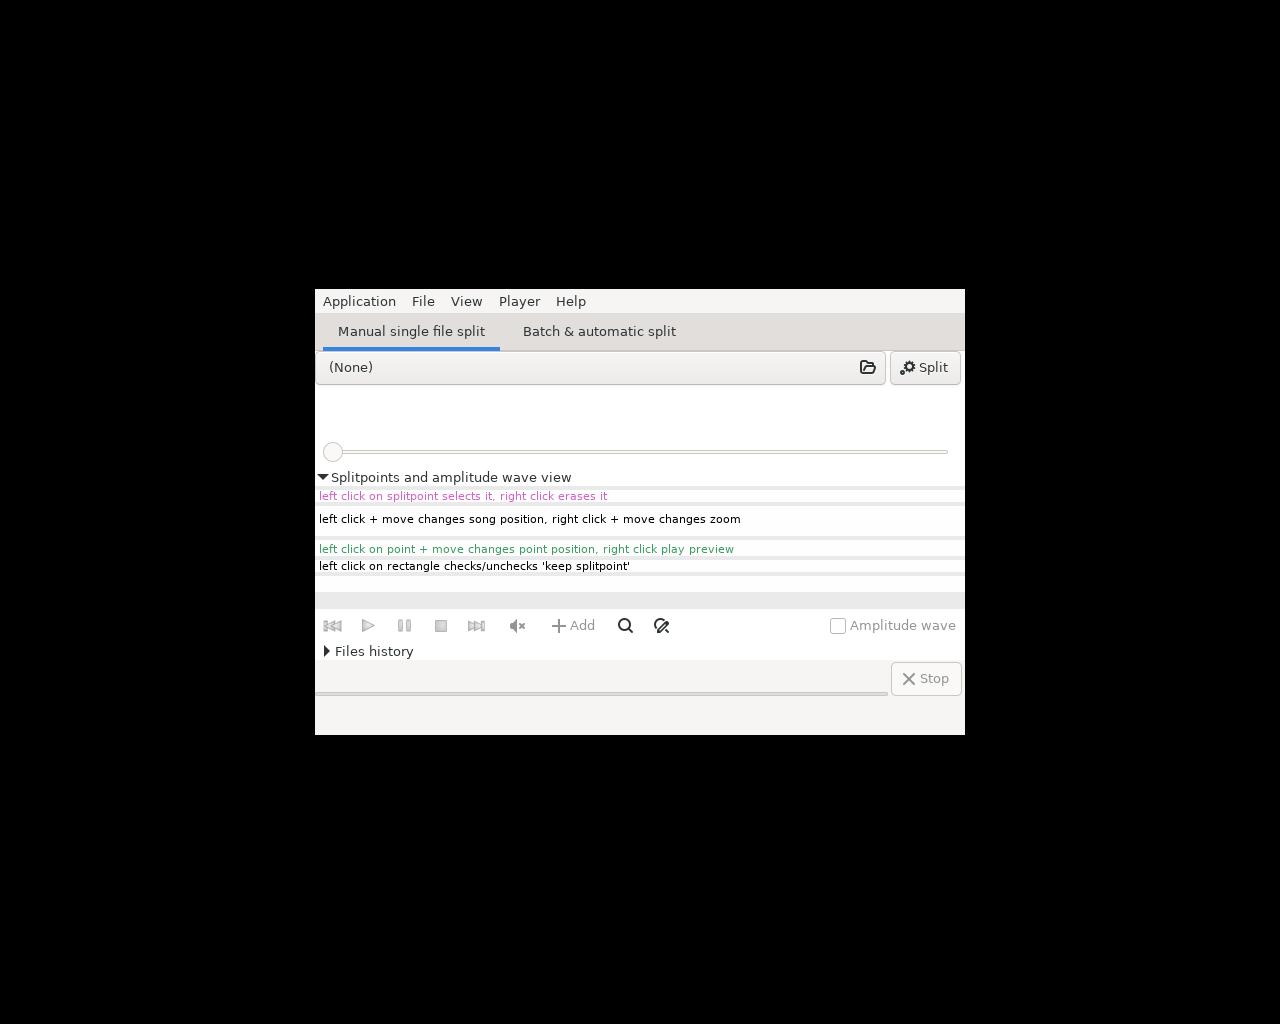 Application File View Player Help
Manual single file split Batch & automatic split
(None) Split
Splitpoints and amplitude wave view
left click on splitpoint selects it, right click erases it
left click + move changes song position, right click + move changes zoom
left click on point + move changes point position, right click play preview
left click on rectangle checks/unchecks 'keep splitpoint'
Add Amplitude wave
Files history
Stop